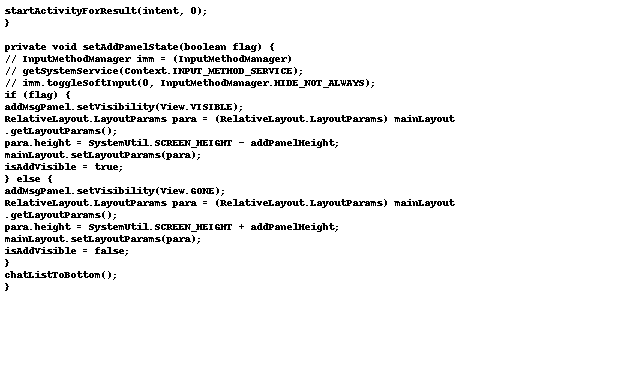 startActivityForResult(intent, 0);
}
private void setAddPanelState(boolean flag) {
// InputMethodManager imm = (InputMethodManager)
// getSystemService(Context.INPUT_METHOD_SERVICE);
// imm.toggleSoftInput(0, InputMethodManager.HIDE_NOT_ALWAYS);
if (flag) {
addMsgPanel.setVisibility(View.VISIBLE);
RelativeLayout.LayoutParams para = (RelativeLayout.LayoutParams) mainLayout
.getLayoutParams();
para.height = SystemUtil.SCREEN_HEIGHT - addPanelHeight;
mainLayout.setLayoutParams(para);
isAddVisible = true;
} else {
addMsgPanel.setVisibility(View.GONE);
RelativeLayout.LayoutParams para = (RelativeLayout.LayoutParams) mainLayout
.getLayoutParams();
para.height = SystemUtil.SCREEN_HEIGHT + addPanelHeight;
mainLayout.setLayoutParams(para);
isAddVisible = false;
}
chatListToBottom();
}